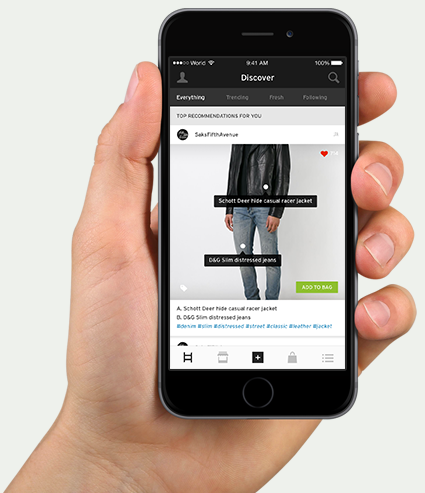 World 9:41 AM 100%
Discover
Everything Trending Fresh Following
TOP RECOMMENDATIONS FOR YOU
SaksFifthAvenue
Schott Deer hide casual racer jacket
D&G Slim distressed jeans
ADD TO BAG
A. Schott Deer hide casual racer jacket
B. D&G Slim distressed jeans
#denim #slim #distressed #street #classic #leather #jacket